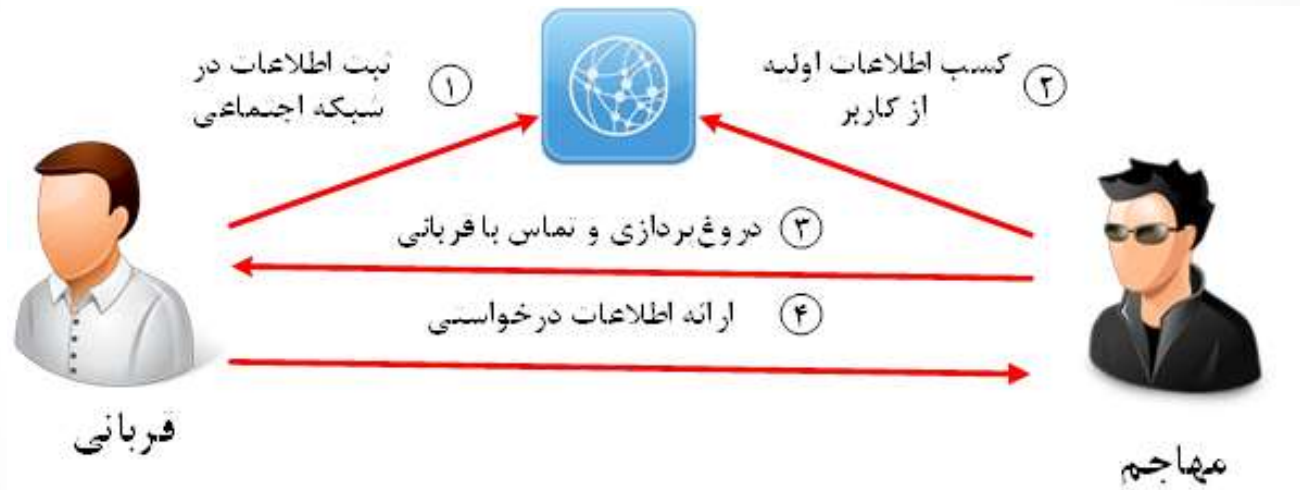 ۱ ثبت اطلاعات در
شبکه اجتماعی
۲ کسب اطلاعات اولیه
از کاربر
۳ دروغ‌پردازی و تماس با قربانی
۴ ارائه اطلاعات درخواستی
قربانی
مهاجم